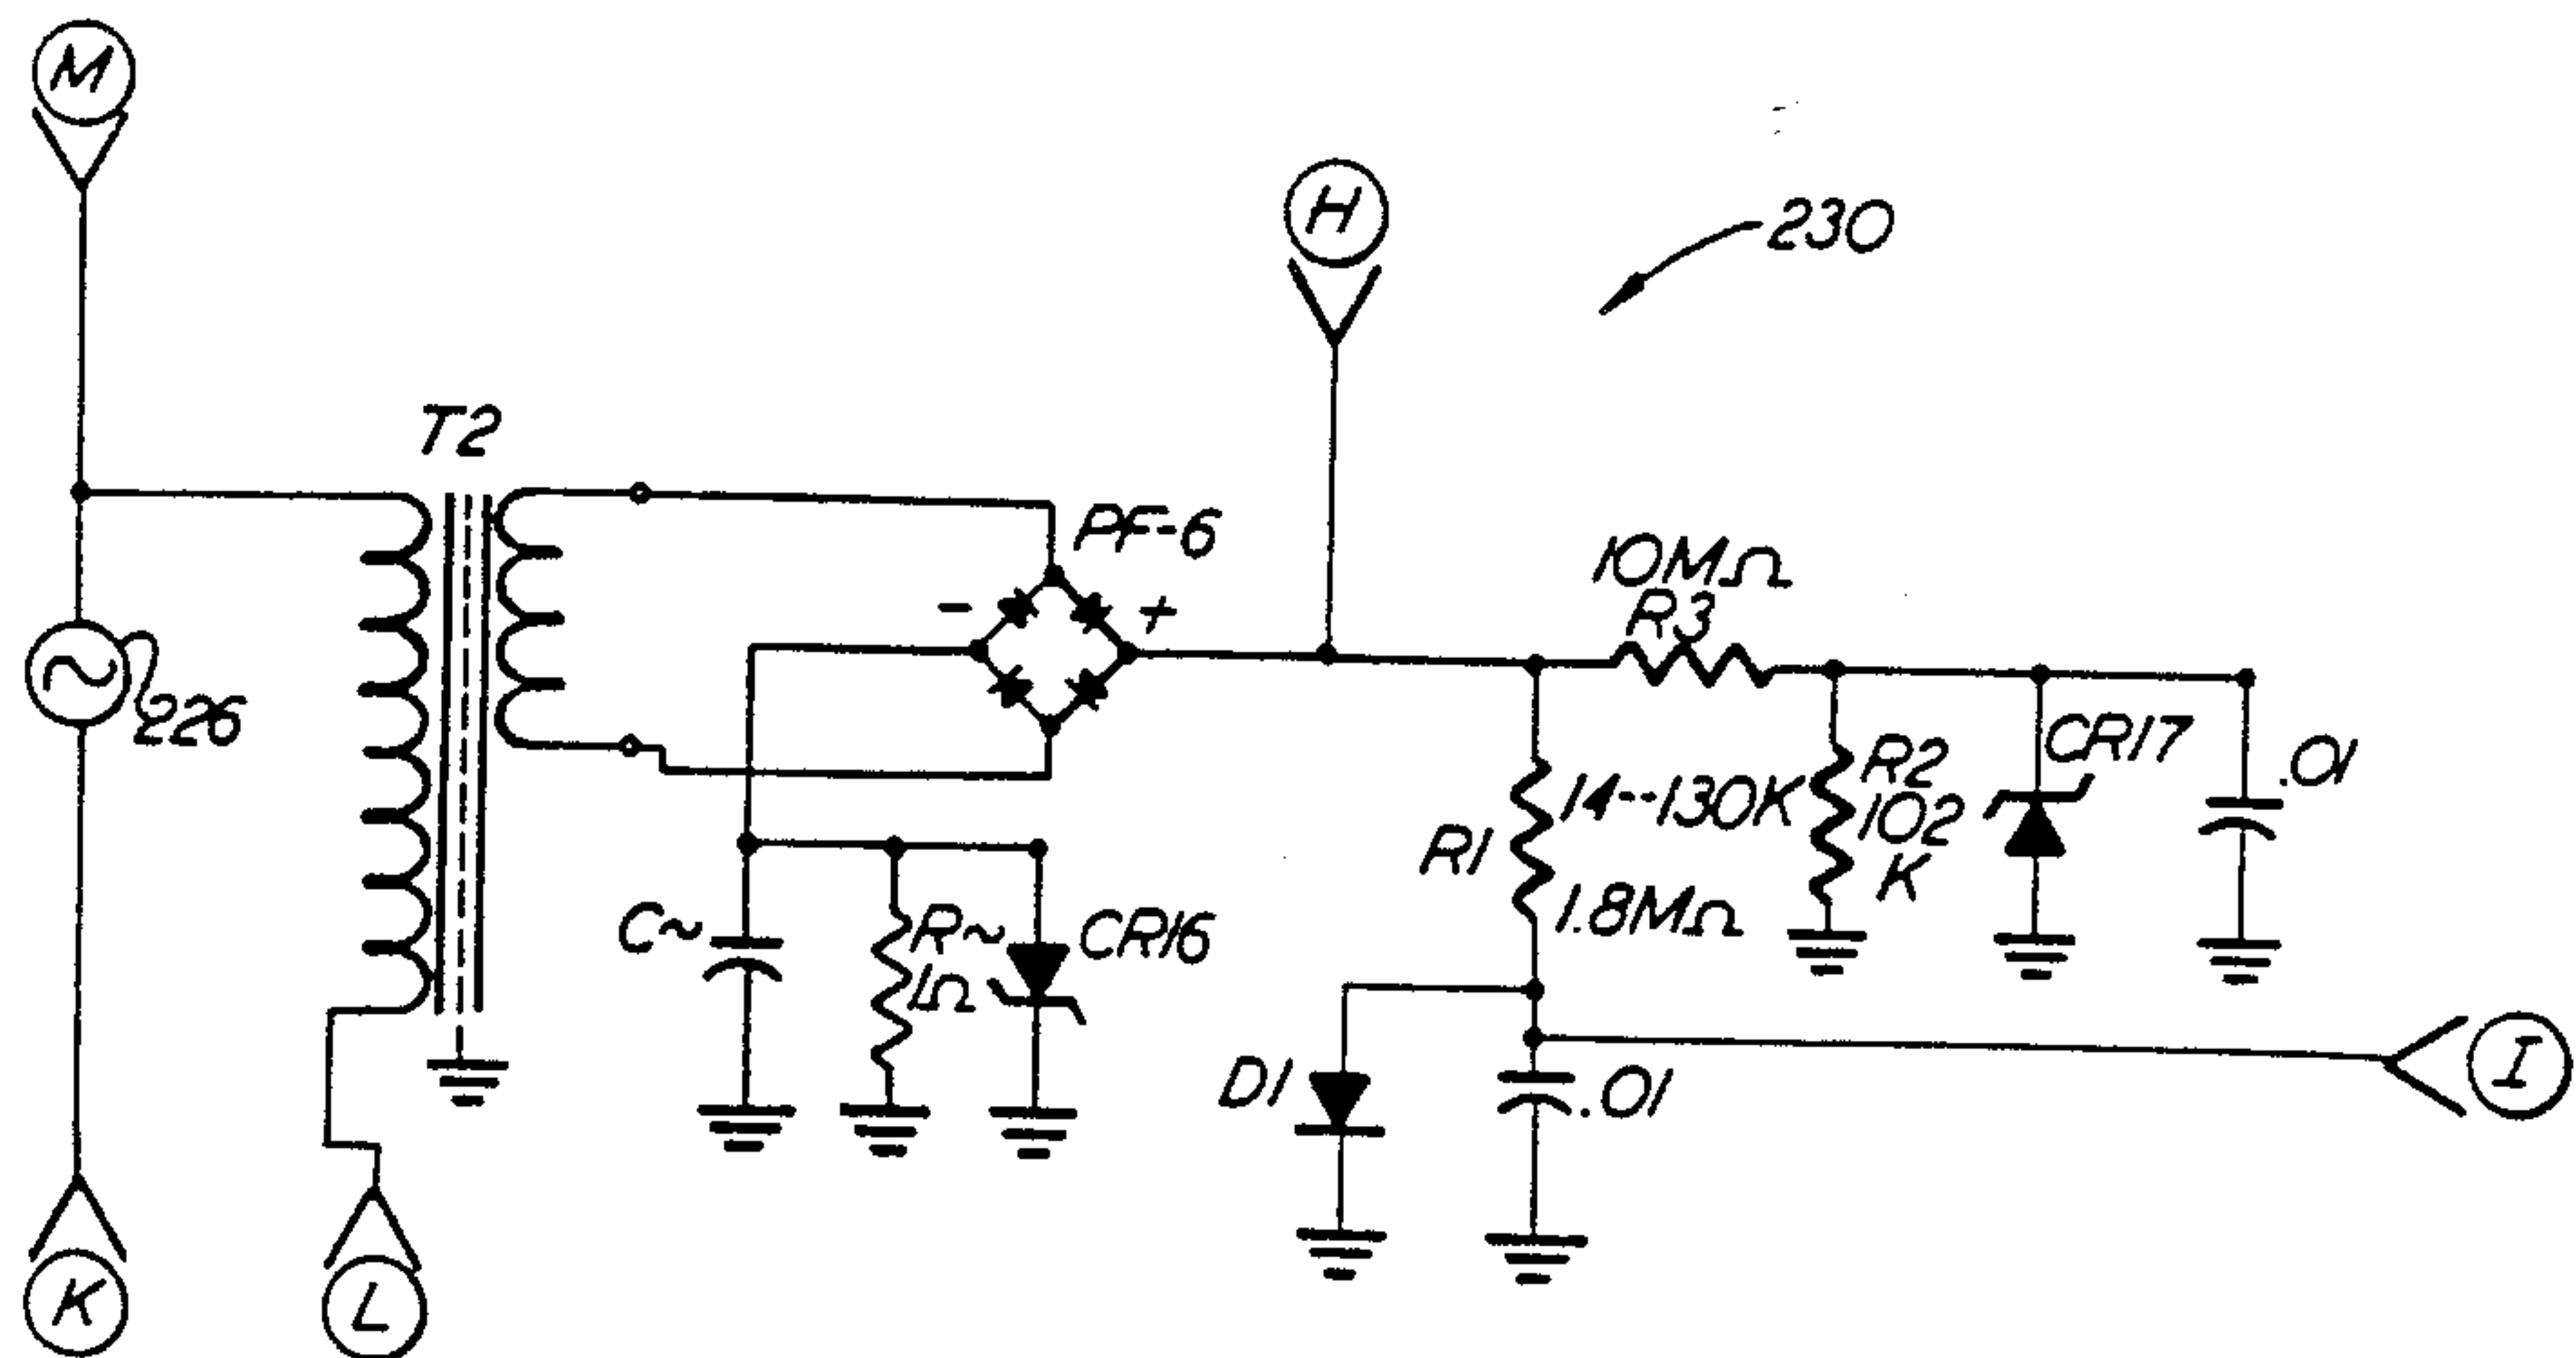 M
H
230
T2
PF-6
- +
226
10MΩ
R3
R1
14--130K
1.8MΩ
R2
102
K
CR17
.01
C~
R~
1Ω
CR16
D1
.01
I
K
L